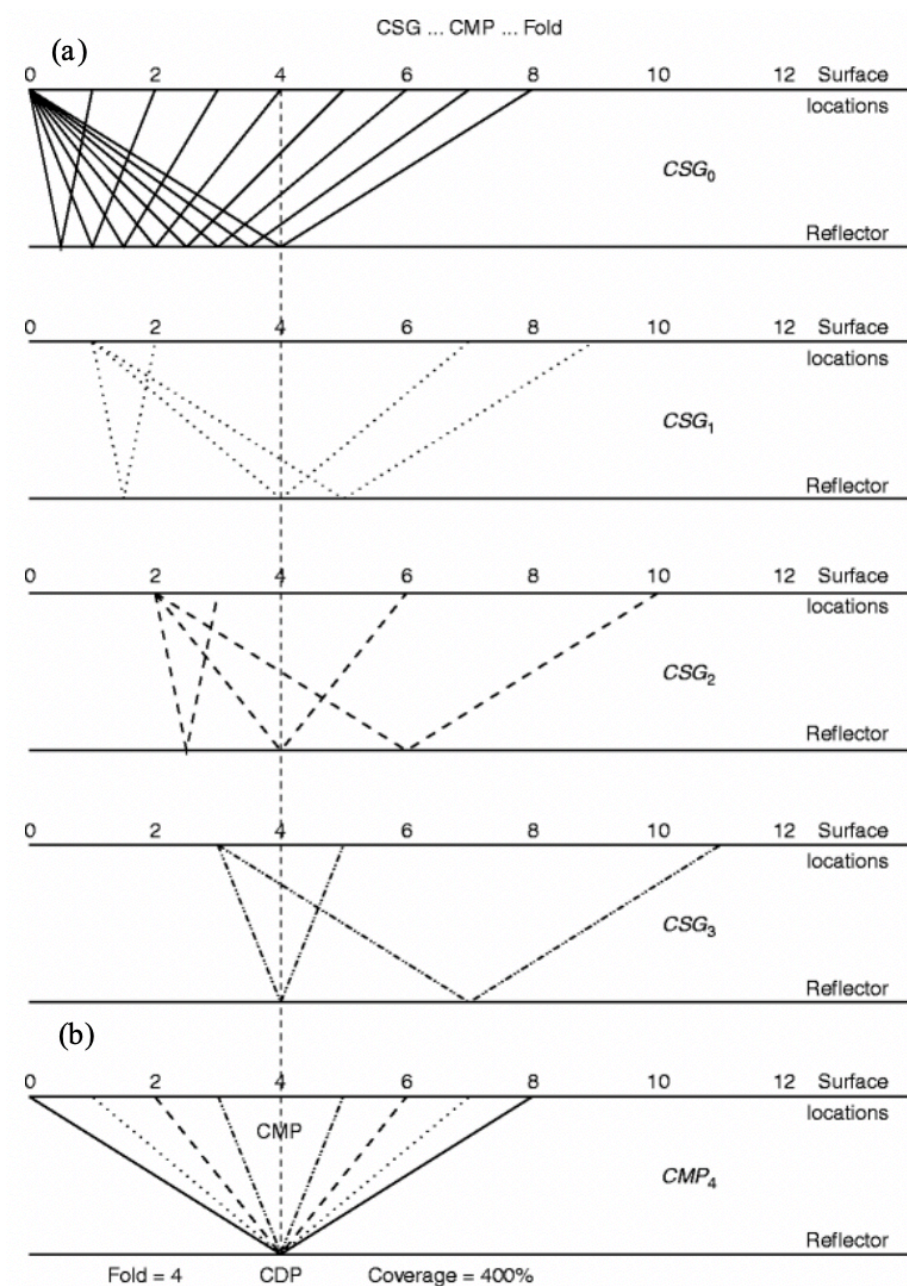 CSG ... CMP ... Fold
(a)
0 2 4 6 8 10 12 Surface
locations
CSG0
Reflector
0 2 4 6 8 10 12 Surface
locations
CSG1
Reflector
0 2 4 6 8 10 12 Surface
locations
CSG2
Reflector
0 2 4 6 8 10 12 Surface
locations
CSG3
Reflector
(b)
0 2 4 6 8 10 12 Surface
locations
CMP
CMP4
Reflector
Fold = 4 CDP Coverage = 400%